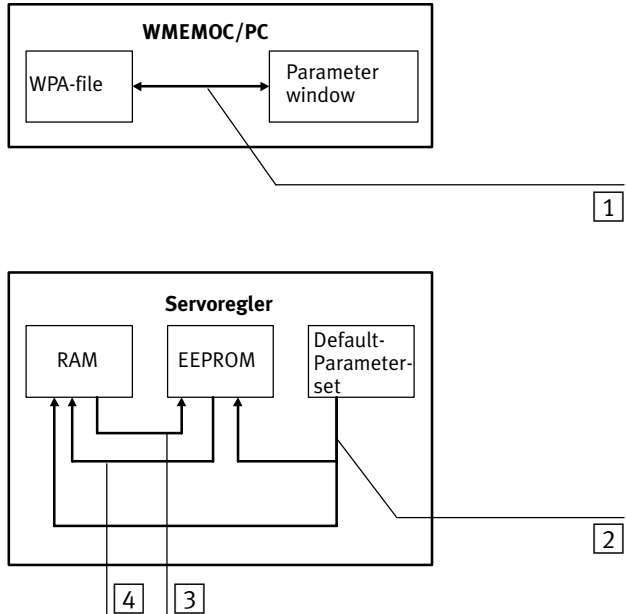 WMEMOC/PC
WPA-file
Parameter
window
1
Servoregler
RAM
EEPROM
Default-
Parameter-
set
2
4
3